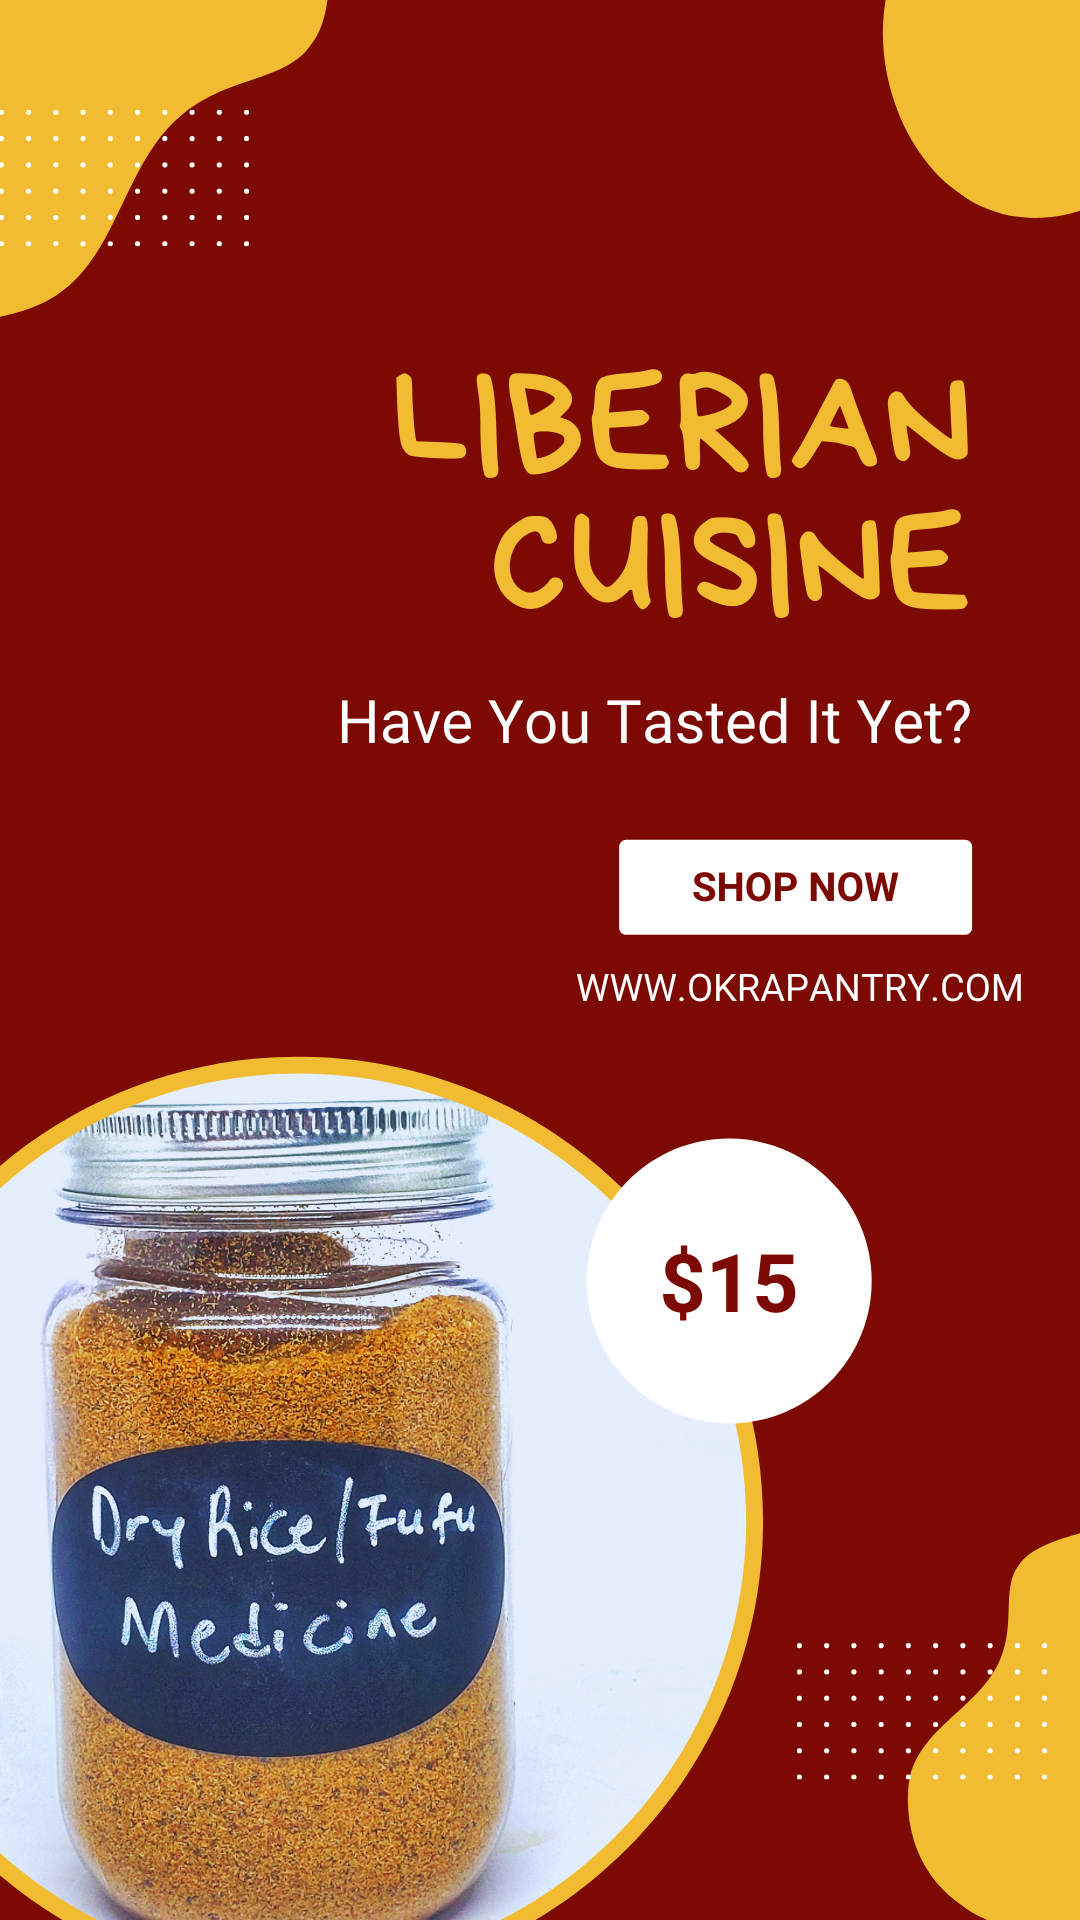 LIBERIAN
CUISINE
Have You Tasted It Yet?
SHOP NOW
WWW.OKRAPANTRY.COM
$15
Dry Rice/Fufu
Medicine